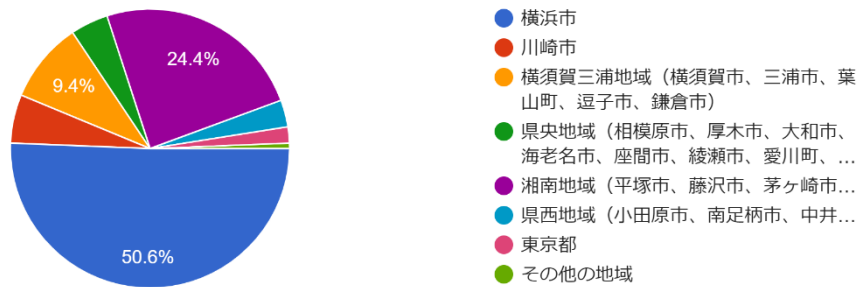 24.4%
9.4%
50.6%
横浜市
川崎市
横須賀三浦地域（横須賀市、三浦市、葉
山町、逗子市、鎌倉市）
県央地域（相模原市、厚木市、大和市、
海老名市、座間市、綾瀬市、愛川町、...
湘南地域（平塚市、藤沢市、茅ヶ崎市...
県西地域（小田原市、南足柄市、中井...
東京都
その他の地域